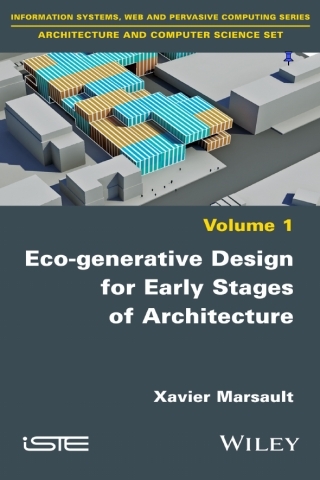 INFORMATION SYSTEMS, WEB AND PERVASIVE COMPUTING SERIES
ARCHITECTURE AND COMPUTER SCIENCE SET
Volume 1
Eco-generative Design
for Early Stages
of Architecture
Xavier Marsault
iSTE
WILEY